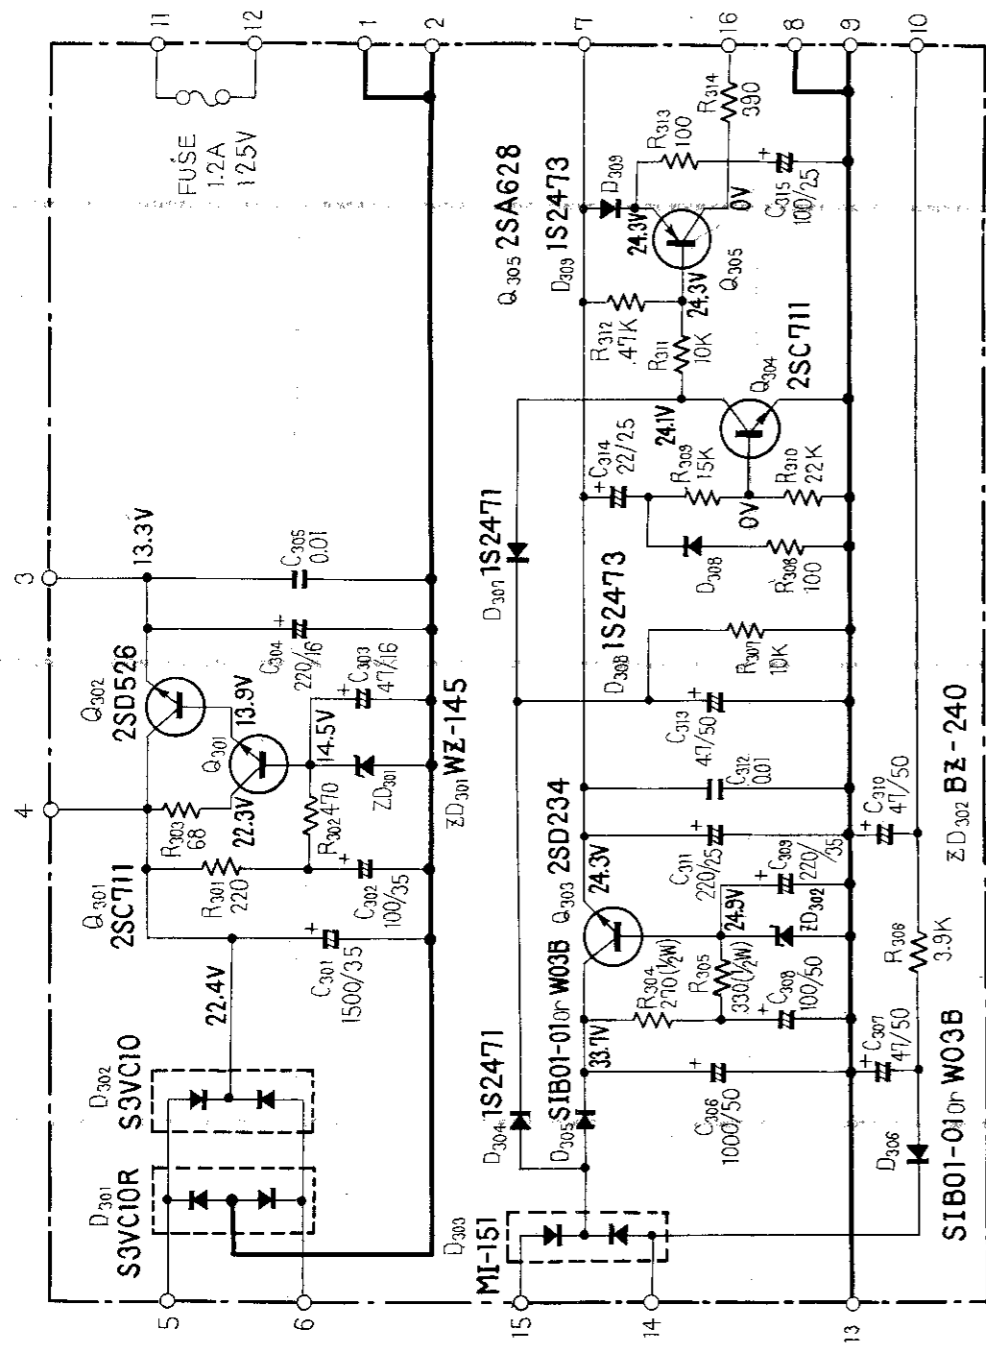 11
12
1
2
7
16
8
9
10
FUSE
1.2A
125V
R314
390
R313
100
D309
C315
100/25
0V
24.3V
Q305
24.3V
Q305 2SA628
D309 1S2473
R312
47K
R311
10K
24.1V
Q304
2SC711
C314
22/25
R309
15K
R310
22K
0V
D308
R308
100
D307 1S2471
D308 1S2473
R307
10K
3
13.3V
C305
0.01
C304
220/16
C303
47/16
Q302
2SD526
13.9V
Q301
14.5V
ZD301
ZD301 WZ-145
4
R303
68
22.3V
R302 470
R301
220
C302
100/35
Q301
2SC711
C301
1500/35
22.4V
D302
S3VC10
D301
S3VC10R
5
6
C313
47/50
C312
0.01
C311
220/25
C309
220/35
C310
47/50
ZD302 BZ-240
24.3V
Q303 2SD234
24.9V
ZD302
R304
270(½W)
R305
330(½W)
C308
100/50
R306
3.9K
33.7V
C307
47/50
C306
1000/50
D304 1S2471
D305 SIB01-01or W03B
D306
SIB01-01or W03B
D303
MI-151
15
14
13